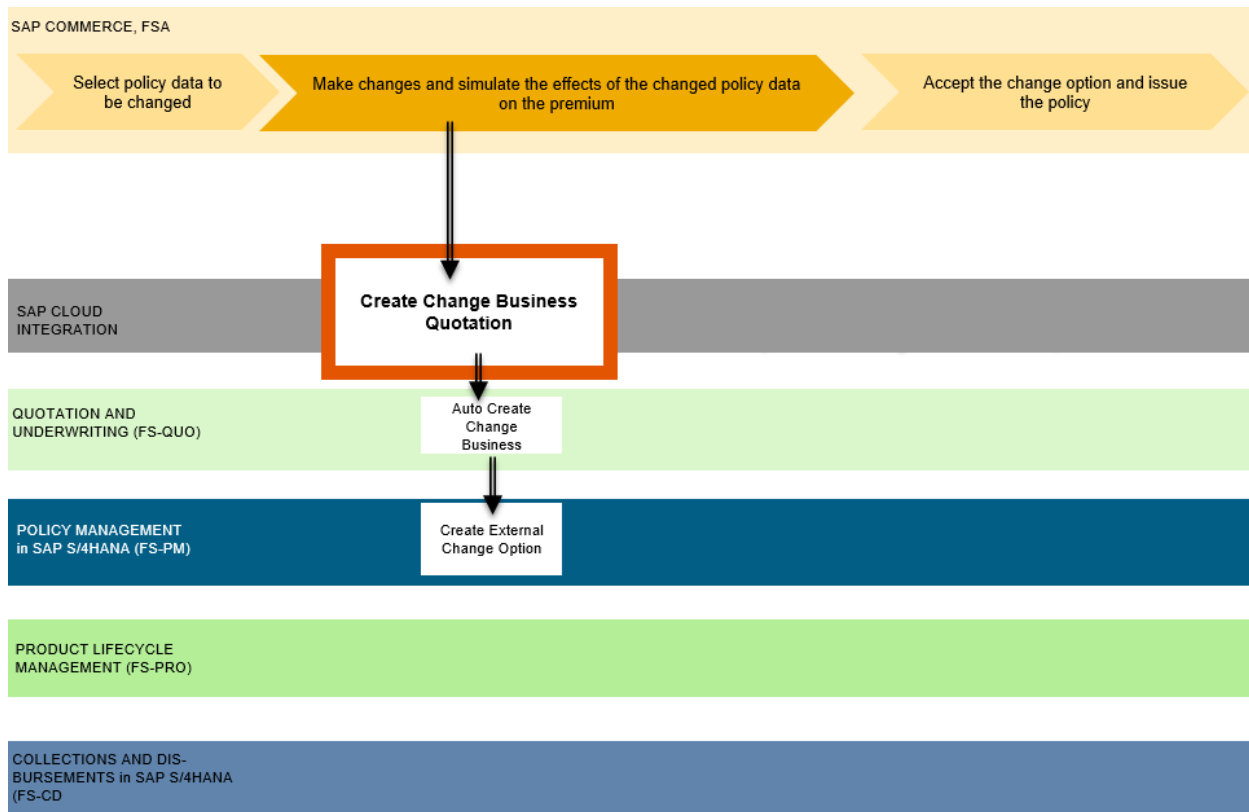 SAP COMMERCE, FSA
Select policy data to
be changed
Make changes and simulate the effects of the changed policy data
on the premium
Accept the change option and issue
the policy
SAP CLOUD
INTEGRATION
Create Change Business
Quotation
QUOTATION AND
UNDERWRITING (FS-QUO)
Auto Create
Change
Business
POLICY MANAGEMENT
in SAP S/4HANA (FS-PM)
Create External
Change Option
PRODUCT LIFECYCLE
MANAGEMENT (FS-PRO)
COLLECTIONS AND DIS-
BURSEMENTS in SAP S/4HANA
(FS-CD